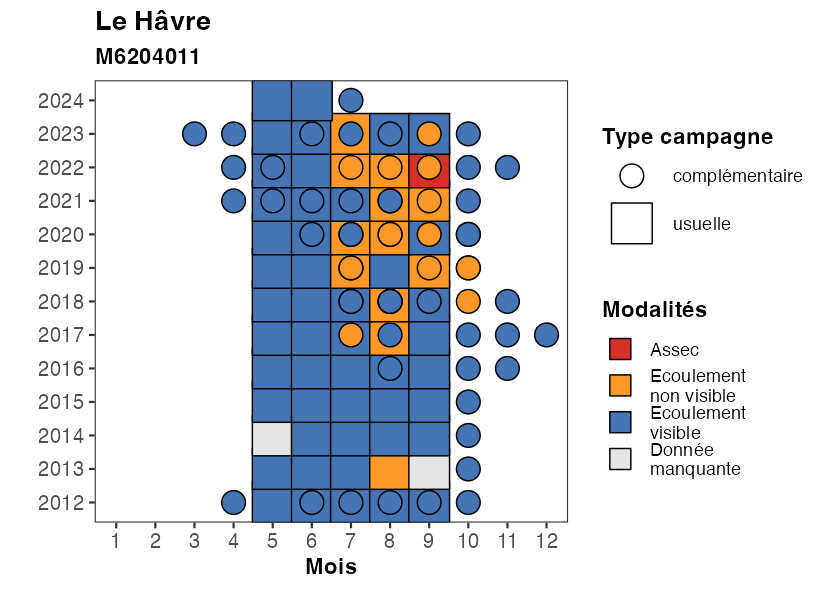 Le Hâvre
M6204011
2024
2023
2022
2021
2020
2019
2018
2017
2016
2015
2014
2013
2012
1 2 3 4 5 6 7 8 9 10 11 12
Mois
Type campagne
complémentaire
usuelle
Modalités
Assec
Ecoulement
non visible
Ecoulement
visible
Donnée
manquante